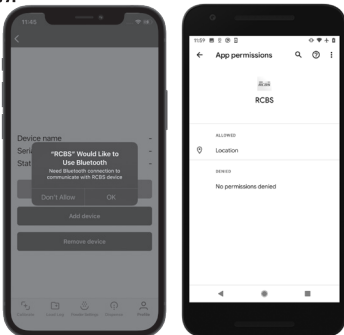 11:45
Device name -
Seri -
Stat -
"RCBS" Would Like to
Use Bluetooth
Need Bluetooth connection to
communicate with RCBS device
Don't Allow OK
Add device
Remove device
Profile
11:59
App permissions
RCBS
ALLOWED
Location
DENIED
No permissions denied